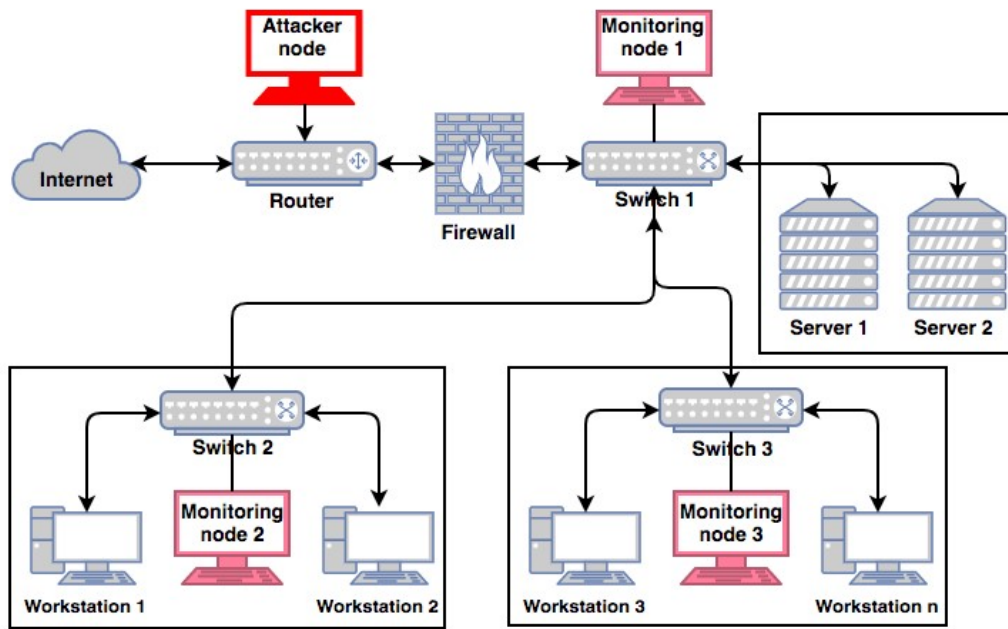 Attacker
node
Monitoring
node 1
Internet
Router
Firewall
Switch 1
Server 1
Server 2
Switch 2
Switch 3
Monitoring
node 2
Monitoring
node 3
Workstation 1
Workstation 2
Workstation 3
Workstation n